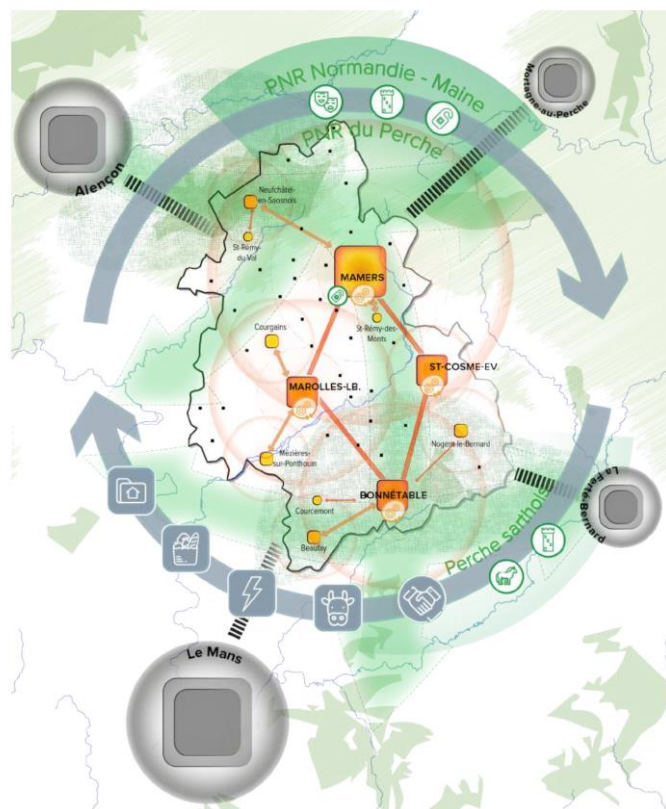 PNR Normandie - Maine
PNR du Perche
Mortagne-au-Perche
Alençon
Neufchâtel-
en-Saosnois
St-Rémy-
du-Val
MAMERS
Courgains
St-Rémy-des-
Monts
ST-COSME-EV.
MAROLLES-LB.
Nogent-le-Bernard
Mézières-
sur-Ponthouin
BONNÉTABLE
Courcemont
Beaufay
La Ferté-Bernard
Perche sarthois
Le Mans